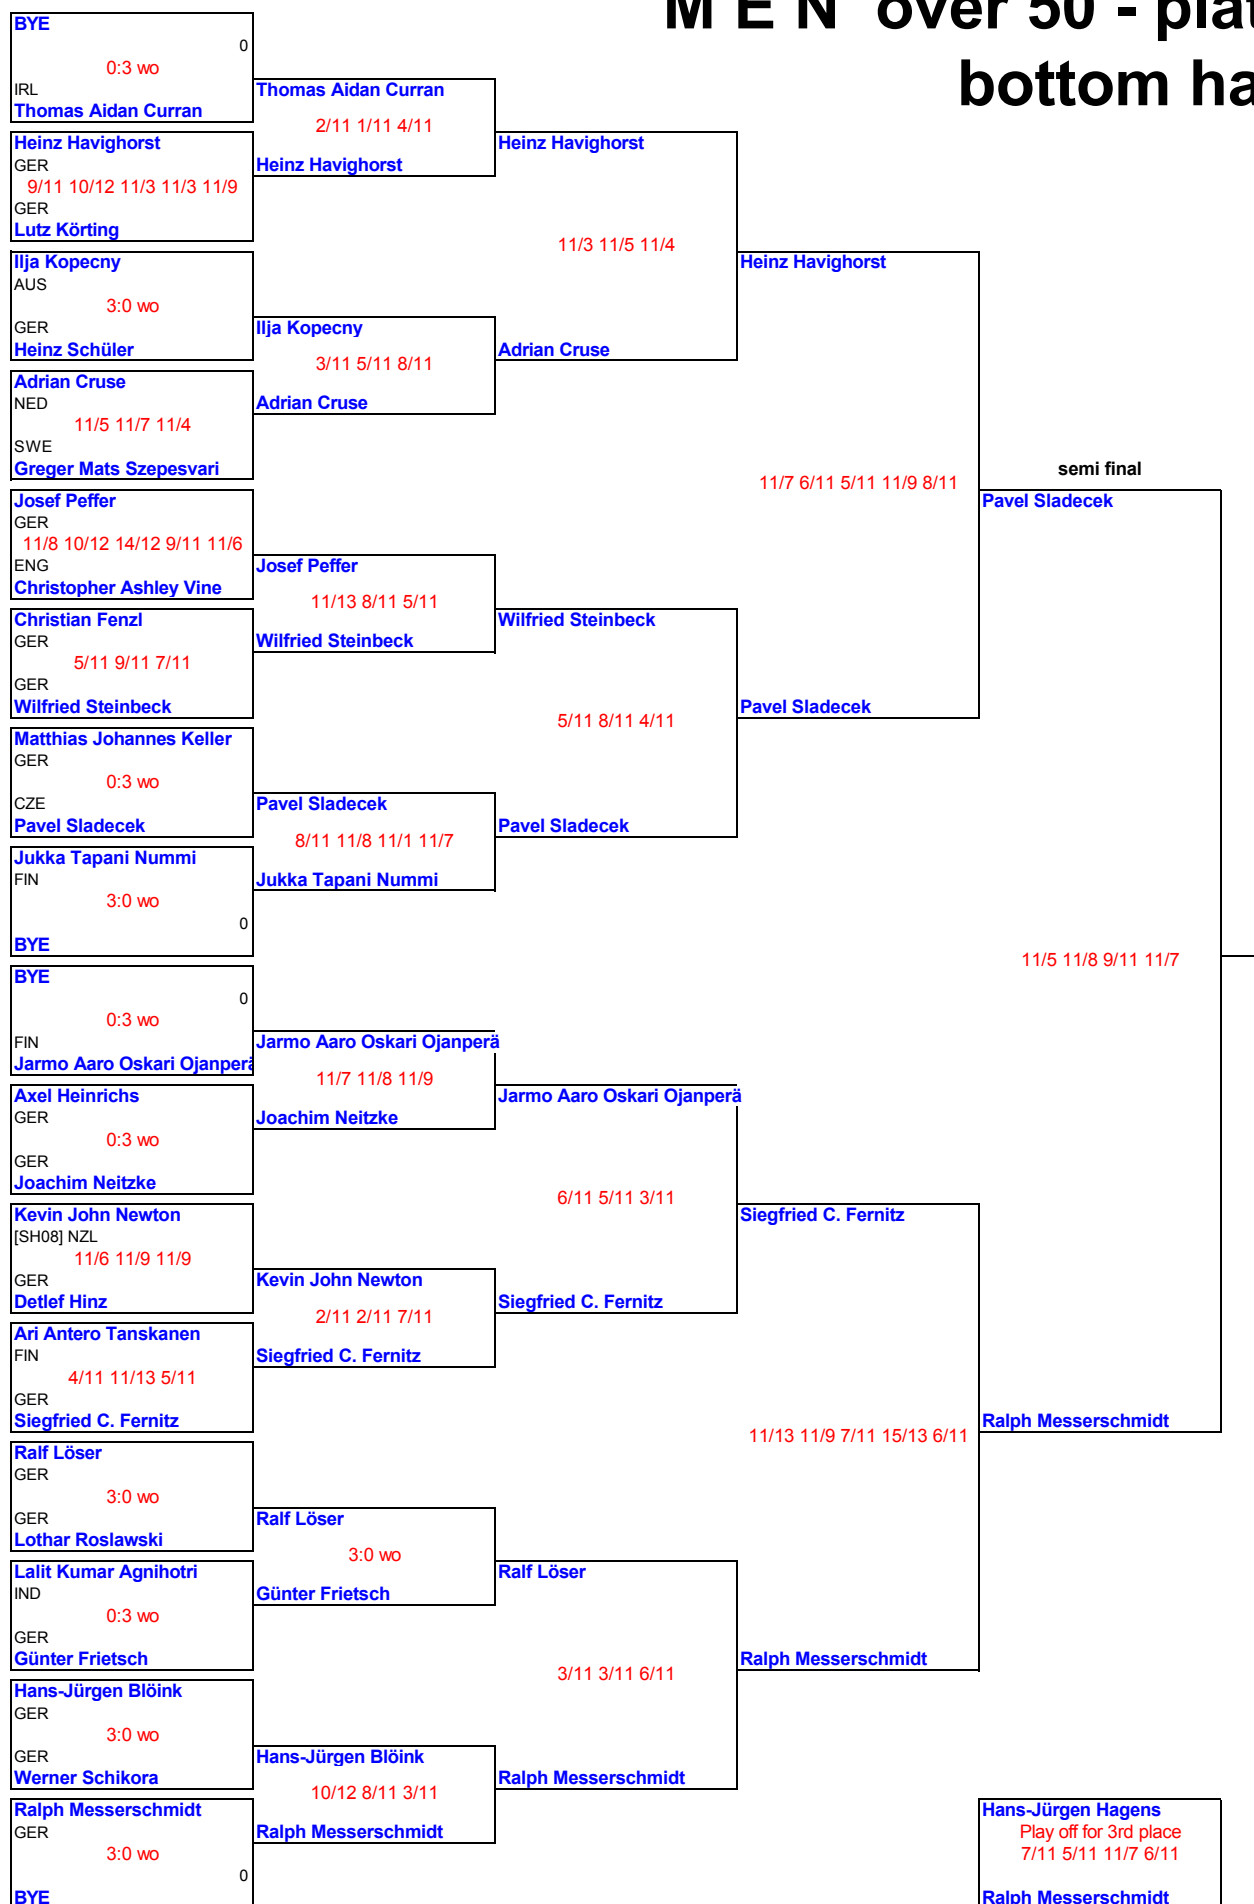 M E N over 50 - plat
bottom ha
BYE
0
0:3 wo
IRL
Thomas Aidan Curran
Heinz Havighorst
GER
9/11 10/12 11/3 11/3 11/9
GER
Lutz Körting
Ilja Kopecny
AUS
3:0 wo
GER
Heinz Schüler
Adrian Cruse
NED
11/5 11/7 11/4
SWE
Greger Mats Szepesvari
Josef Peffer
GER
11/8 10/12 14/12 9/11 11/6
ENG
Christopher Ashley Vine
Christian Fenzl
GER
5/11 9/11 7/11
GER
Wilfried Steinbeck
Matthias Johannes Keller
GER
0:3 wo
CZE
Pavel Sladecek
Jukka Tapani Nummi
FIN
3:0 wo
0
BYE
BYE
0
0:3 wo
FIN
Jarmo Aaro Oskari Ojanperä
Axel Heinrichs
GER
0:3 wo
GER
Joachim Neitzke
Kevin John Newton
[SH08] NZL
11/6 11/9 11/9
GER
Detlef Hinz
Ari Antero Tanskanen
FIN
4/11 11/13 5/11
GER
Siegfried C. Fernitz
Ralf Löser
GER
3:0 wo
GER
Lothar Roslawski
Lalit Kumar Agnihotri
IND
0:3 wo
GER
Günter Frietsch
Hans-Jürgen Blöink
GER
3:0 wo
GER
Werner Schikora
Ralph Messerschmidt
GER
3:0 wo
0
BYE
Thomas Aidan Curran
2/11 1/11 4/11
Heinz Havighorst
Ilja Kopecny
3/11 5/11 8/11
Adrian Cruse
Josef Peffer
11/13 8/11 5/11
Wilfried Steinbeck
Pavel Sladecek
8/11 11/8 11/1 11/7
Jukka Tapani Nummi
Jarmo Aaro Oskari Ojanperä
11/7 11/8 11/9
Joachim Neitzke
Kevin John Newton
2/11 2/11 7/11
Siegfried C. Fernitz
Ralf Löser
3:0 wo
Günter Frietsch
Hans-Jürgen Blöink
10/12 8/11 3/11
Ralph Messerschmidt
Heinz Havighorst
11/3 11/5 11/4
Adrian Cruse
Wilfried Steinbeck
5/11 8/11 4/11
Pavel Sladecek
Jarmo Aaro Oskari Ojanperä
6/11 5/11 3/11
Siegfried C. Fernitz
Ralf Löser
3/11 3/11 6/11
Ralph Messerschmidt
Heinz Havighorst
11/7 6/11 5/11 11/9 8/11
Pavel Sladecek
Siegfried C. Fernitz
11/13 11/9 7/11 15/13 6/11
Ralph Messerschmidt
semi final
Pavel Sladecek
11/5 11/8 9/11 11/7
Ralph Messerschmidt
Hans-Jürgen Hagens
Play off for 3rd place
7/11 5/11 11/7 6/11
Ralph Messerschmidt